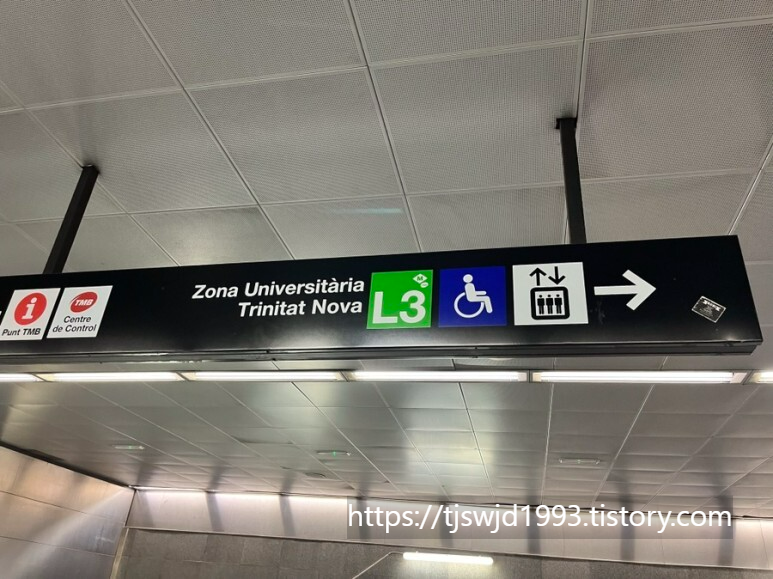 Zona Universitària
Trinitat Nova
L3
M
i
Punt TMB
TMB
Centre
de Control
https://tjswjd1993.tistory.com